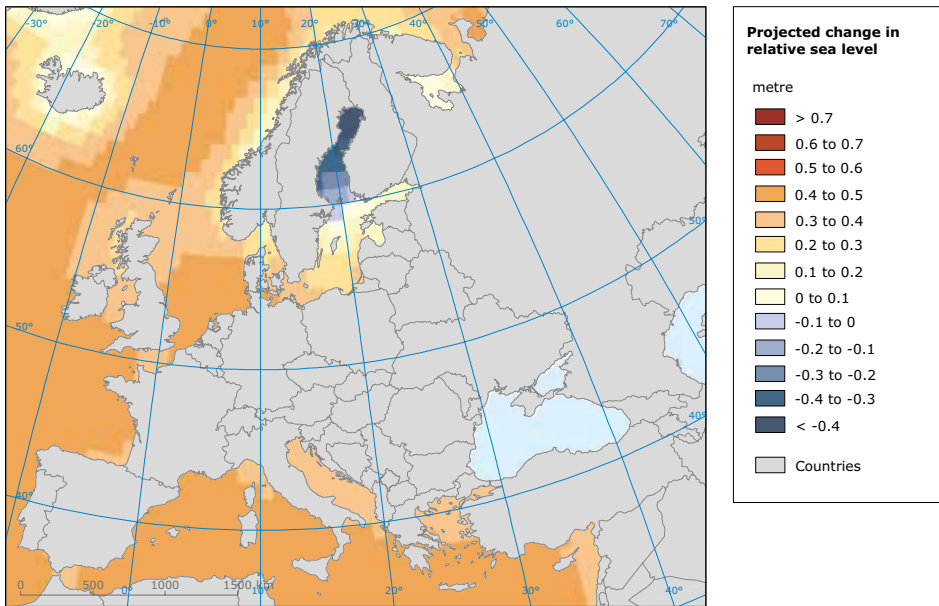 -30° -20° -10° 0° 10° 20° 30° 40° 50° 60° 70°
60°
50°
50°
40°
40°
0 500 1000 1500 km
0° 10° 20° 30°
Projected change in
relative sea level
metre
> 0.7
0.6 to 0.7
0.5 to 0.6
0.4 to 0.5
0.3 to 0.4
0.2 to 0.3
0.1 to 0.2
0 to 0.1
-0.1 to 0
-0.2 to -0.1
-0.3 to -0.2
-0.4 to -0.3
< -0.4
Countries